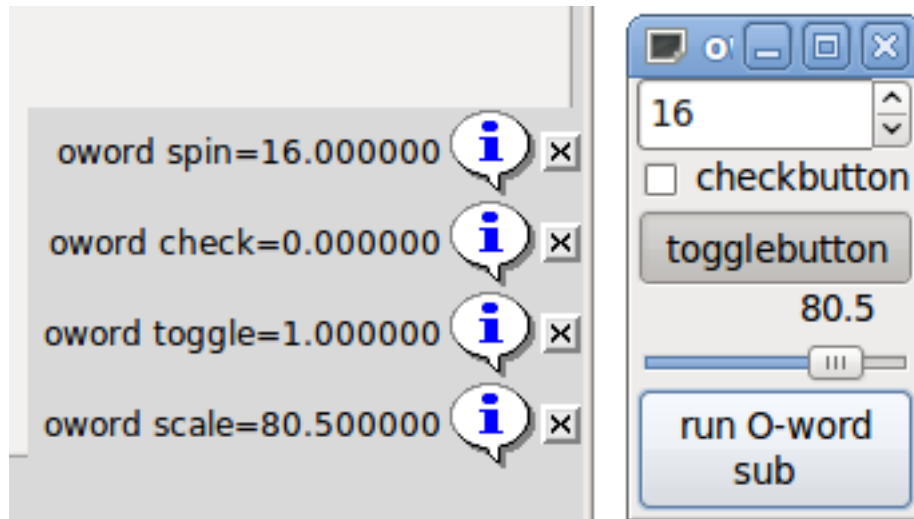 oword spin=16.000000
oword check=0.000000
oword toggle=1.000000
oword scale=80.500000
16
checkbutton
togglebutton
80.5
run O-word
sub